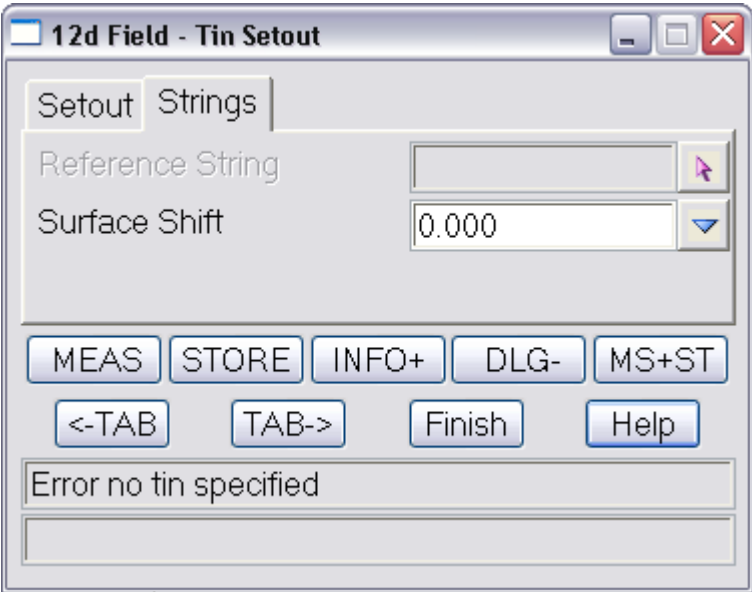 12d Field - Tin Setout
Setout Strings
Reference String
Surface Shift 0.000
MEAS STORE INFO+ DLG- MS+ST
<-TAB TAB-> Finish Help
Error no tin specified